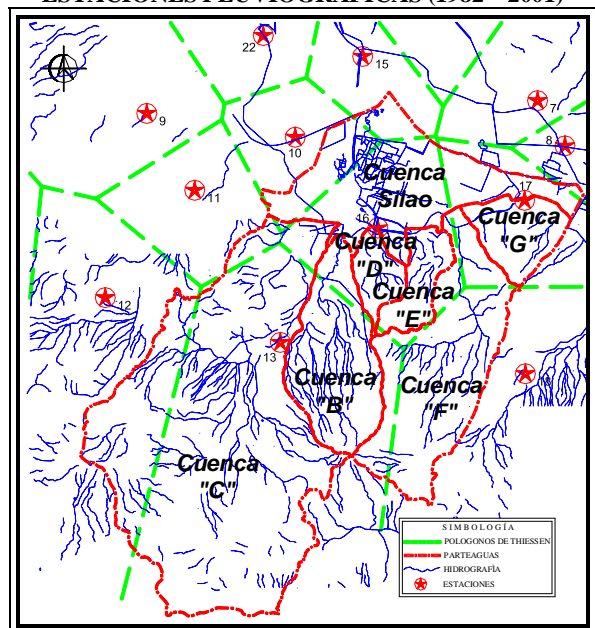 ESTACIONES PLUVIOGRÁFICAS (1982 – 2001)
22
15
7
9
8
10
Cuenca
Silao
11
17
16
Cuenca
"G"
Cuenca
"D"
Cuenca
"E"
12
13
Cuenca
"B"
Cuenca
"F"
Cuenca
"C"
SIMBOLOGÍA
POLOGONOS DE THIESSEN
PARTEAGUAS
HIDROGRAFÍA
ESTACIONES